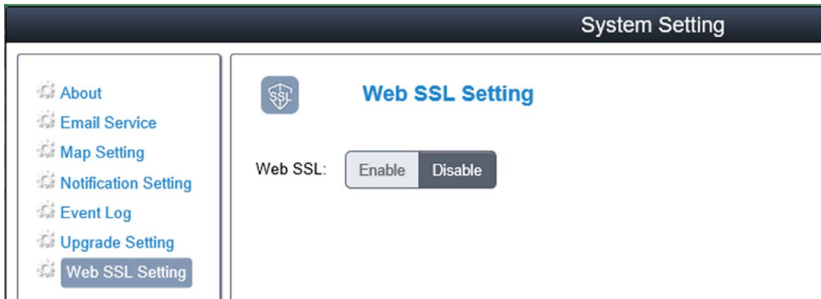 System Setting
About
Email Service
Map Setting
Notification Setting
Event Log
Upgrade Setting
Web SSL Setting
SSL
Web SSL Setting
Web SSL: Enable Disable